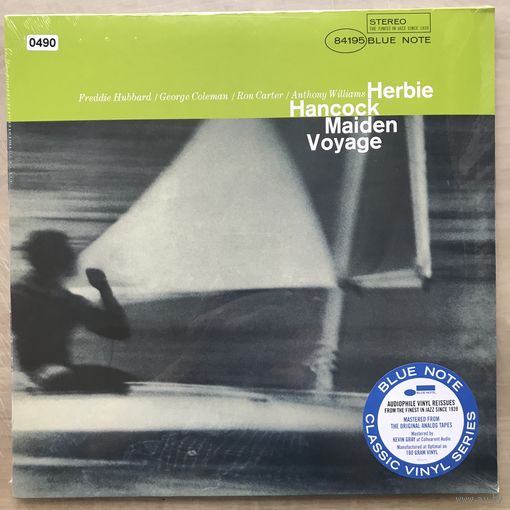 0490
STEREO
THE FINEST IN JAZZ SINCE 1939
84195 BLUE NOTE
Freddie Hubbard / George Coleman / Ron Carter / Anthony Williams Herbie
Hancock
Maiden
Voyage
BLUE NOTE
BLUE NOTE
AUDIOPHILE VINYL REISSUES
FROM THE FINEST IN JAZZ SINCE 1939
MASTERED FROM
THE ORIGINAL ANALOG TAPES
Mastered by
KEVIN GRAY at Cohearent Audio
Manufactured at Optimal on
180 GRAM VINYL
CLASSIC VINYL SERIES